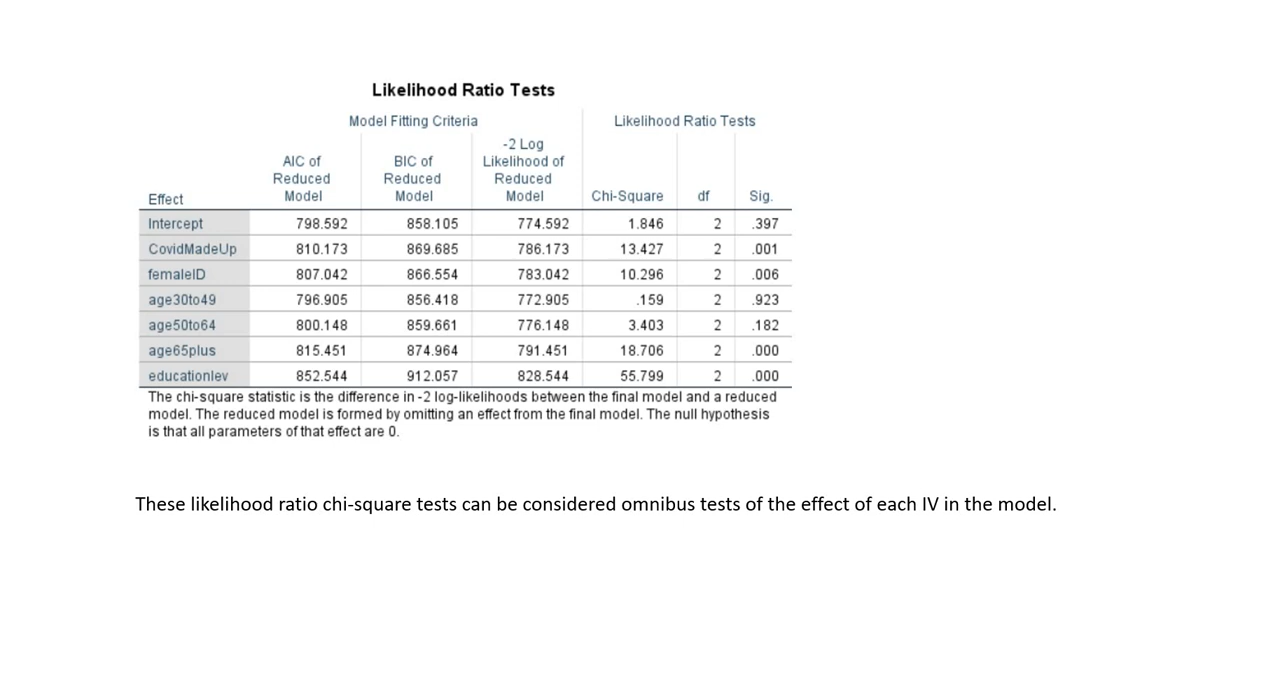 Likelihood Ratio Tests
Model Fitting Criteria Likelihood Ratio Tests
Effect AIC of Reduced Model BIC of Reduced Model -2 Log Likelihood of Reduced Model Chi-Square df Sig.
Intercept 798.592 858.105 774.592 1.846 2 .397
CovidMadeUp 810.173 869.685 786.173 13.427 2 .001
femaleID 807.042 866.554 783.042 10.296 2 .006
age30to49 796.905 856.418 772.905 .159 2 .923
age50to64 800.148 859.661 776.148 3.403 2 .182
age65plus 815.451 874.964 791.451 18.706 2 .000
educationlev 852.544 912.057 828.544 55.799 2 .000
The chi-square statistic is the difference in -2 log-likelihoods between the final model and a reduced
model. The reduced model is formed by omitting an effect from the final model. The null hypothesis
is that all parameters of that effect are 0.
These likelihood ratio chi-square tests can be considered omnibus tests of the effect of each IV in the model.